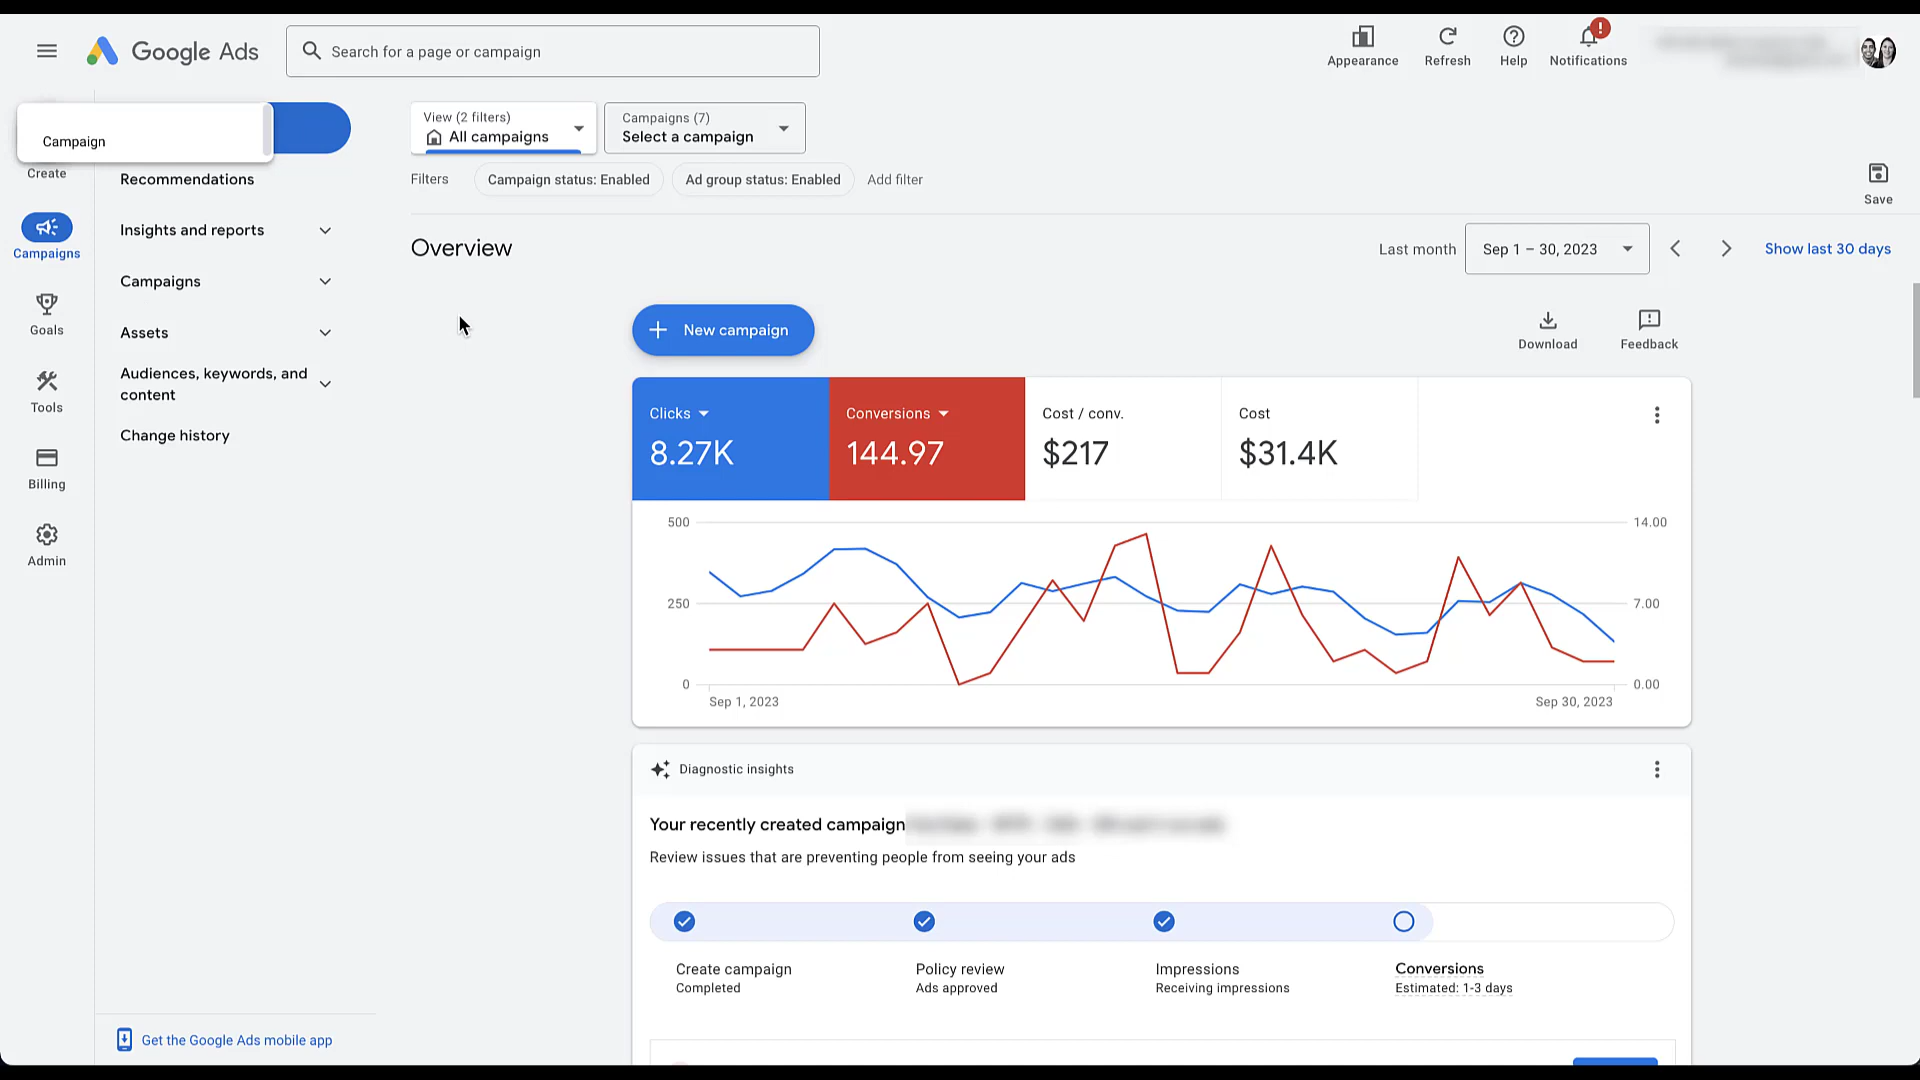 Google Ads
Search for a page or campaign
Appearance
Refresh
Help
!
Notifications
Campaign
Create
Campaigns
Goals
Tools
Billing
Admin
Recommendations
Insights and reports
Campaigns
Assets
Audiences, keywords, and
content
Change history
Get the Google Ads mobile app
View (2 filters)
All campaigns
Campaigns (7)
Select a campaign
Filters
Campaign status: Enabled
Ad group status: Enabled
Add filter
Save
Overview
Last month
Sep 1 – 30, 2023
Show last 30 days
New campaign
Download
Feedback
Clicks
8.27K
Conversions
144.97
Cost / conv.
$217
Cost
$31.4K
500
250
0
14.00
7.00
0.00
Sep 1, 2023
Sep 30, 2023
Diagnostic insights
Your recently created campaign
Review issues that are preventing people from seeing your ads
Create campaign
Completed
Policy review
Ads approved
Impressions
Receiving impressions
Conversions
Estimated: 1-3 days